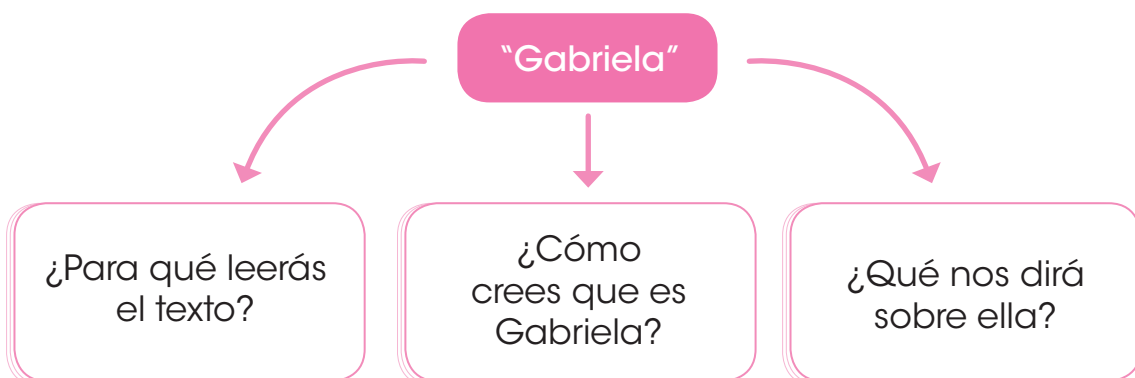 “Gabriela”
¿Para qué leerás
el texto?
¿Cómo
crees que es
Gabriela?
¿Qué nos dirá
sobre ella?